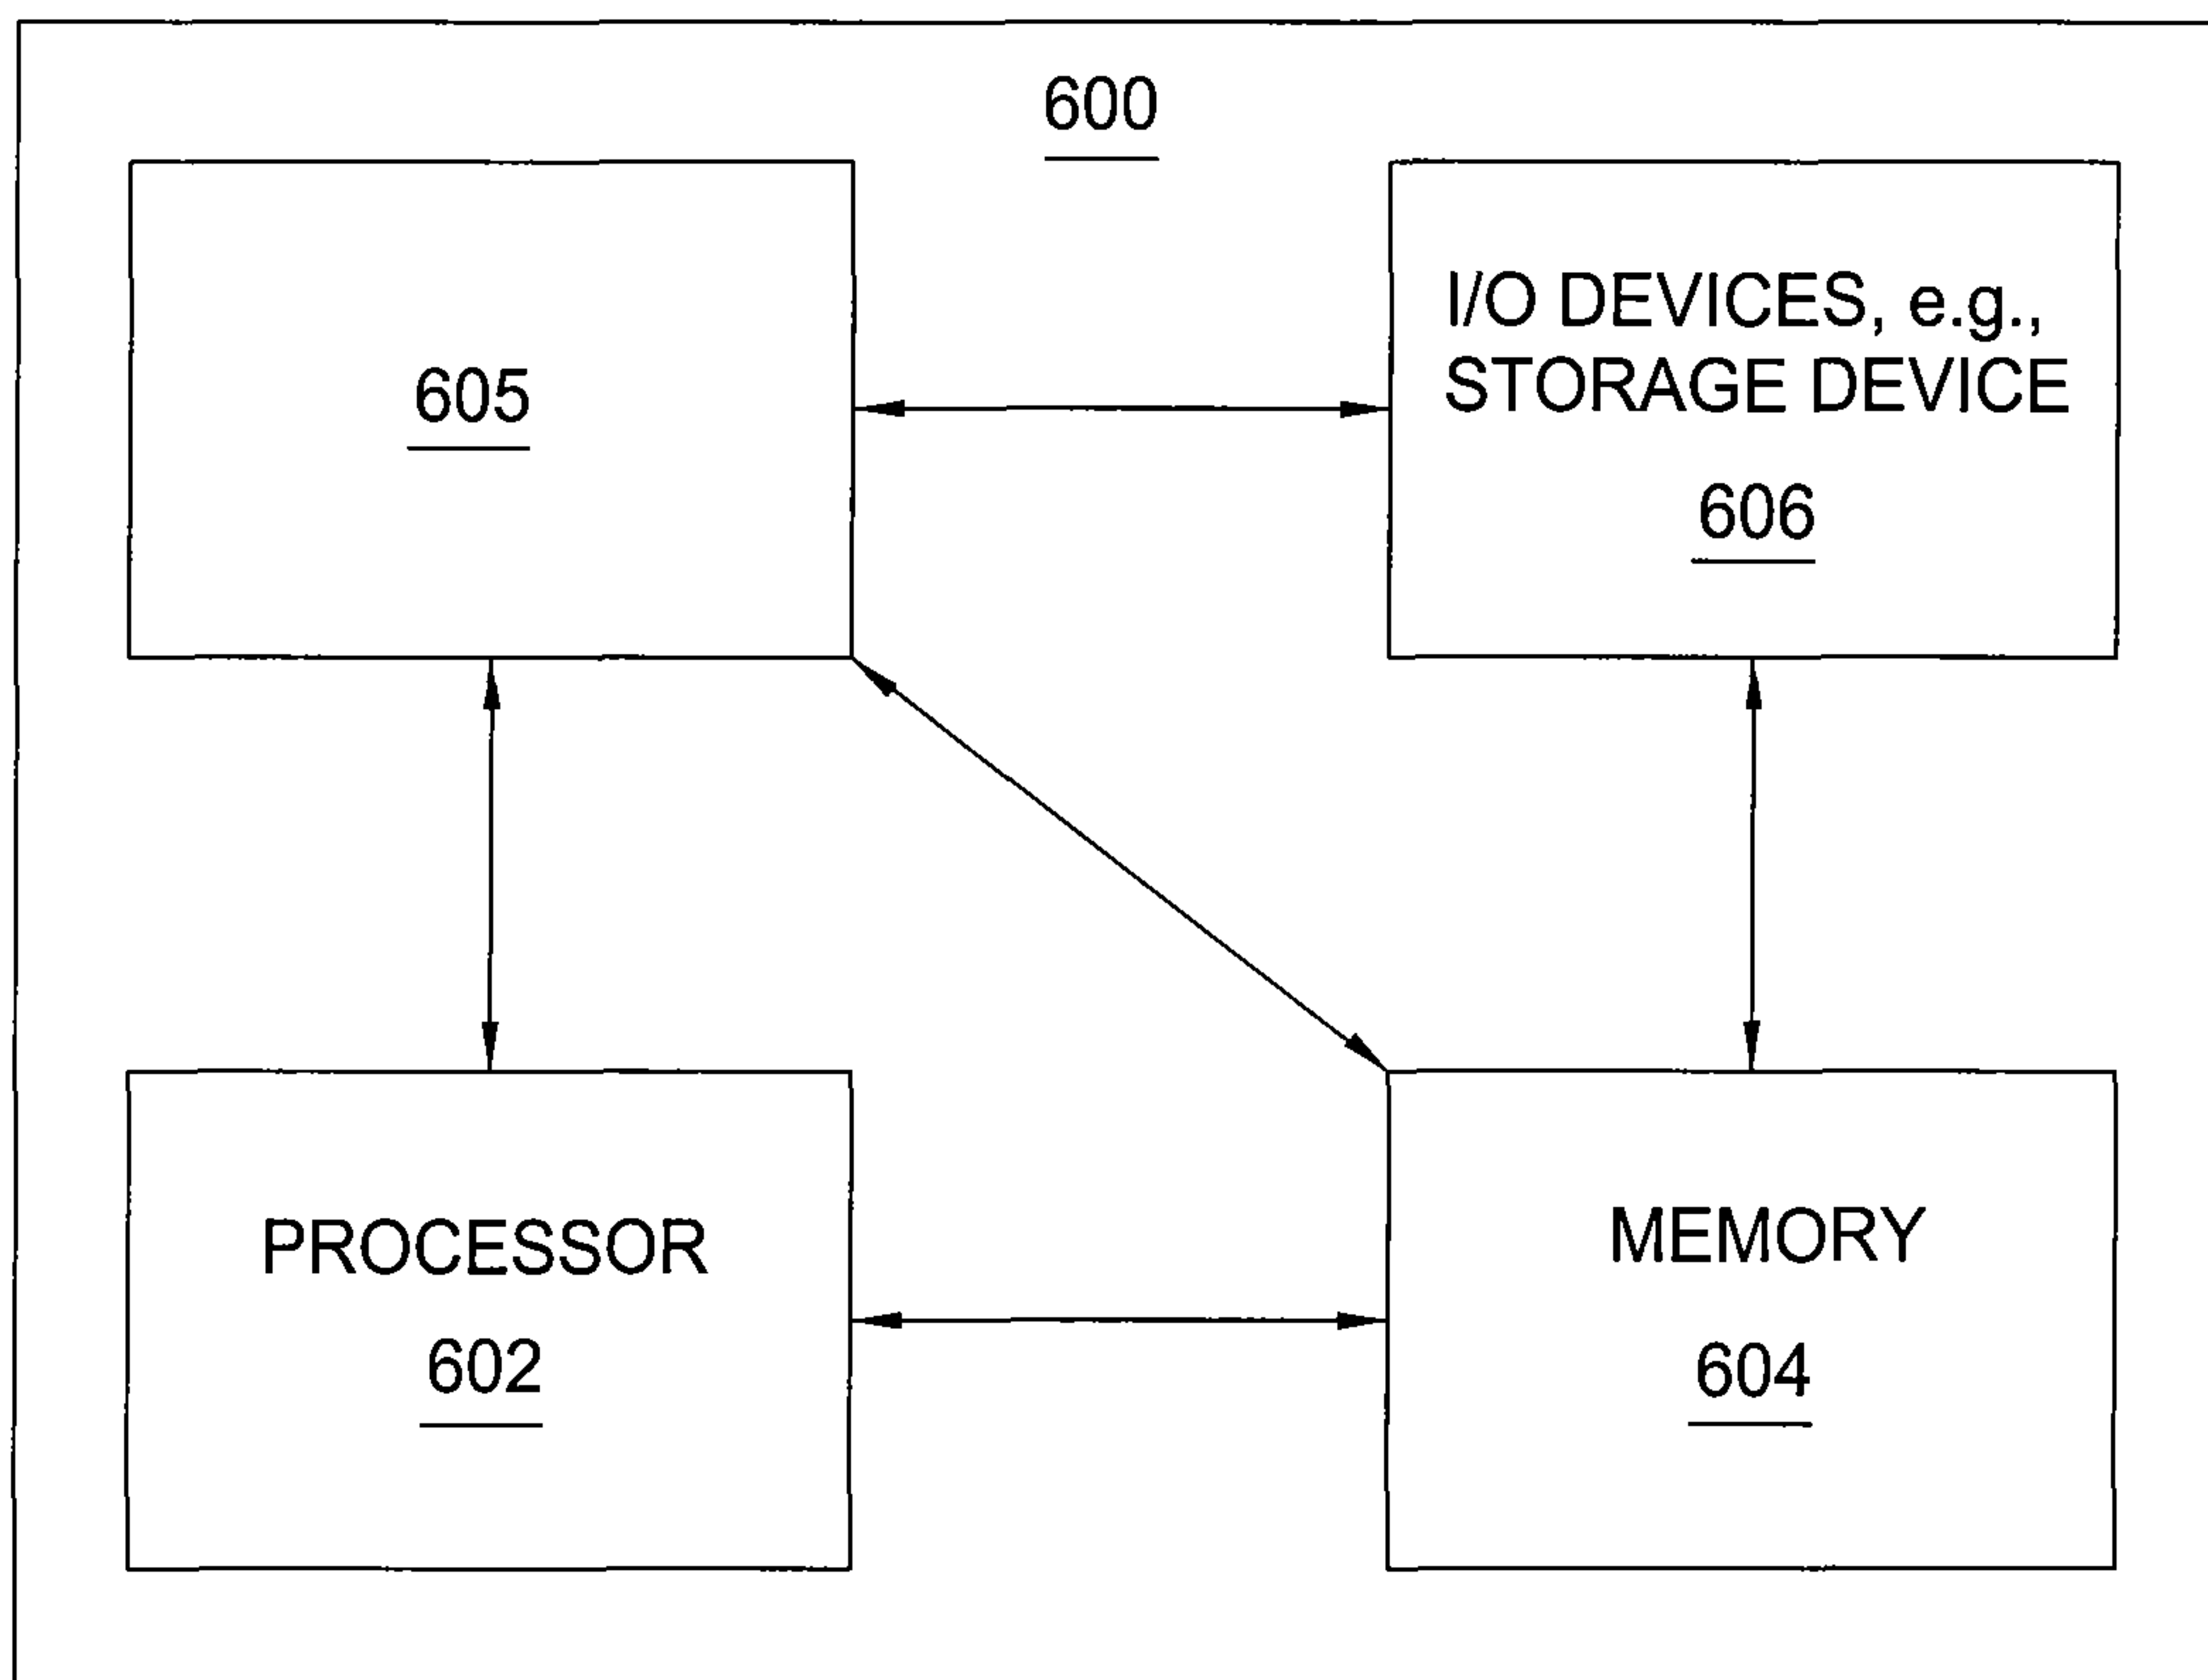 600
605
I/O DEVICES, e.g.,
STORAGE DEVICE
606
PROCESSOR
602
MEMORY
604